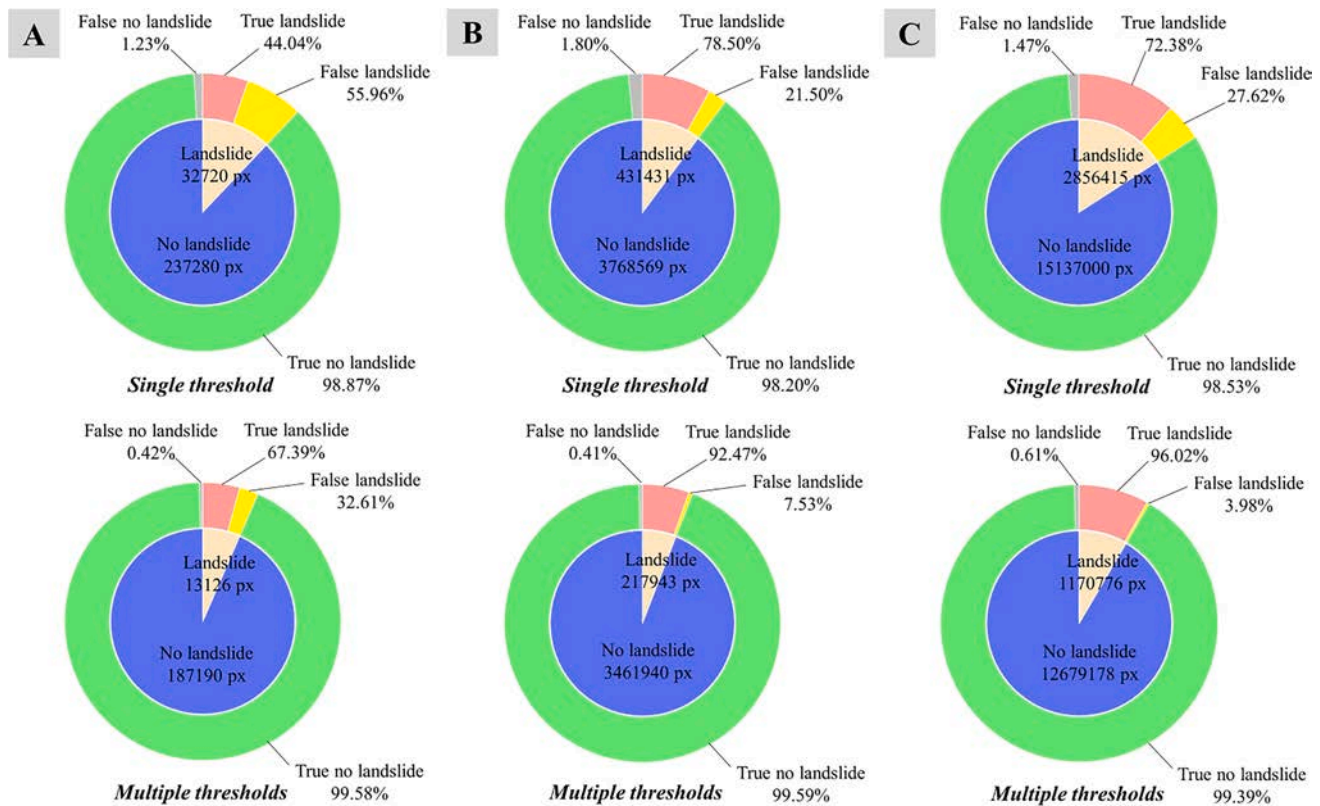 A
False no landslide
1.23%
True landslide
44.04%
False landslide
55.96%
Landslide
32720 px
No landslide
237280 px
True no landslide
98.87%
Single threshold
B
False no landslide
1.80%
True landslide
78.50%
False landslide
21.50%
Landslide
431431 px
No landslide
3768569 px
True no landslide
98.20%
Single threshold
C
False no landslide
1.47%
True landslide
72.38%
False landslide
27.62%
Landslide
2856415 px
No landslide
15137000 px
True no landslide
98.53%
Single threshold
False no landslide
0.42%
True landslide
67.39%
False landslide
32.61%
Landslide
13126 px
No landslide
187190 px
True no landslide
99.58%
Multiple thresholds
False no landslide
0.41%
True landslide
92.47%
False landslide
7.53%
Landslide
217943 px
No landslide
3461940 px
True no landslide
99.59%
Multiple thresholds
False no landslide
0.61%
True landslide
96.02%
False landslide
3.98%
Landslide
1170776 px
No landslide
12679178 px
True no landslide
99.39%
Multiple thresholds